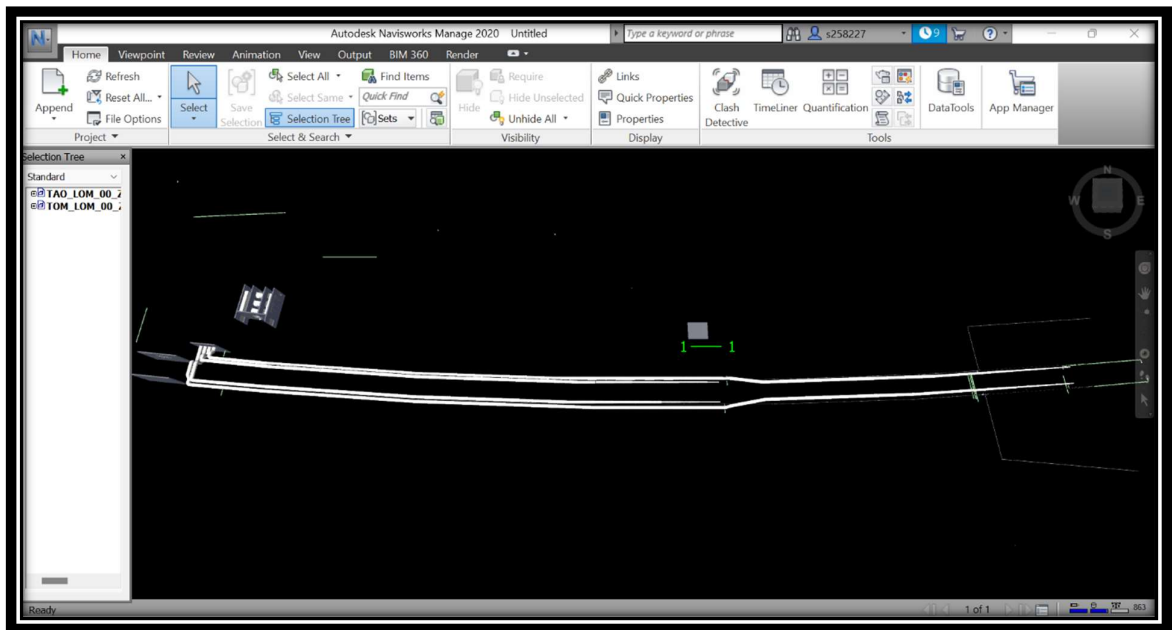 Autodesk Navisworks Manage 2020 Untitled
Type a keyword or phrase
s258227
9
Home Viewpoint Review Animation View Output BIM 360 Render
Append
Refresh
Reset All...
File Options
Project
Select
Save Selection
Select All
Select Same
Selection Tree
Find Items
Quick Find
Sets
Select & Search
Hide
Require
Hide Unselected
Unhide All
Visibility
Links
Quick Properties
Properties
Display
Clash Detective
TimeLiner
Quantification
DataTools
App Manager
Tools
Selection Tree
Standard
TAO_LOM_00_
TOM_LOM_00_
N
W E
S
1 1
Ready
1 of 1
863